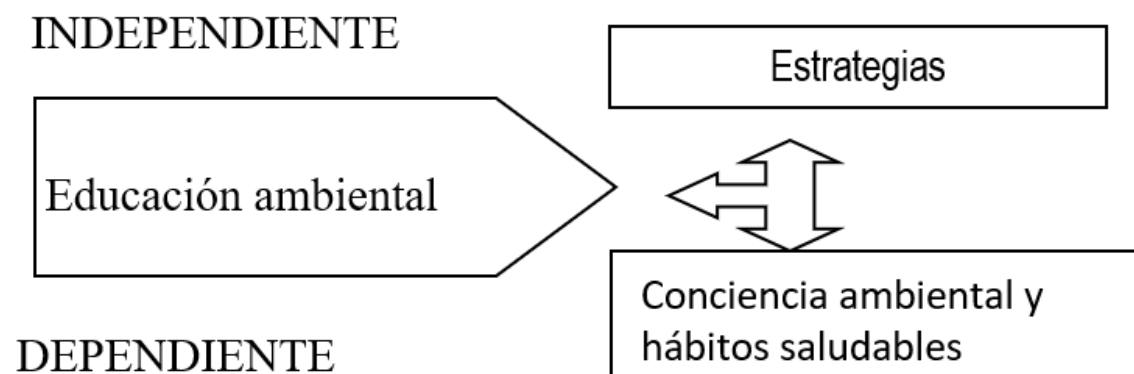 INDEPENDIENTE
Estrategias
Educación ambiental
Conciencia ambiental y
hábitos saludables
DEPENDIENTE